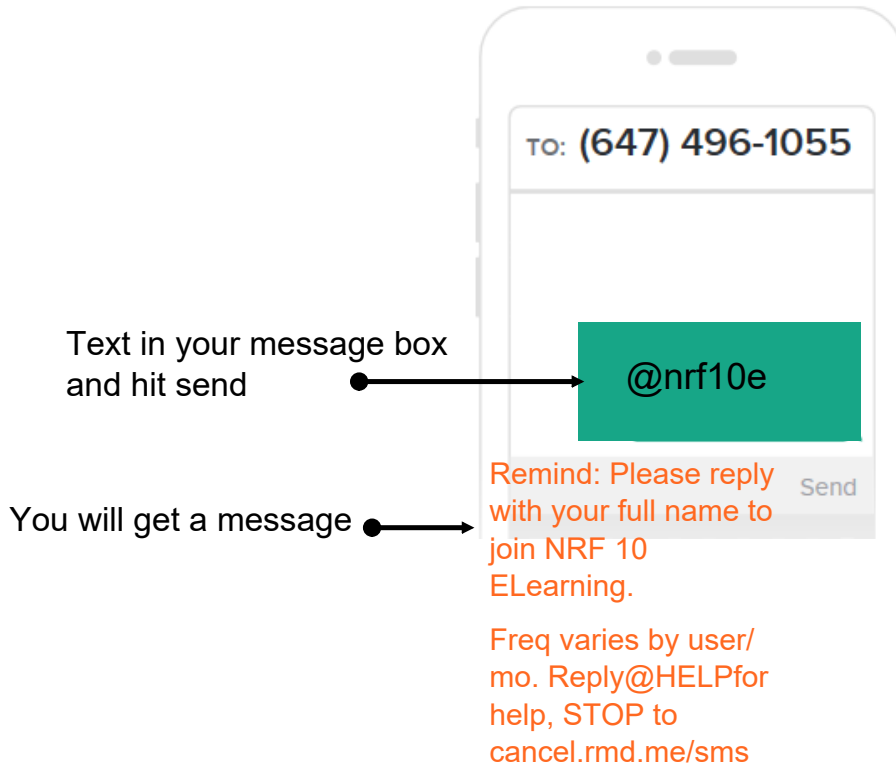 TO: (647) 496-1055
Text in your message box
and hit send
@nrf10e
You will get a message
Remind: Please reply
with your full name to
join NRF 10
ELearning.
Send
Freq varies by user/
mo. Reply@HELPfor
help, STOP to
cancel.rmd.me/sms